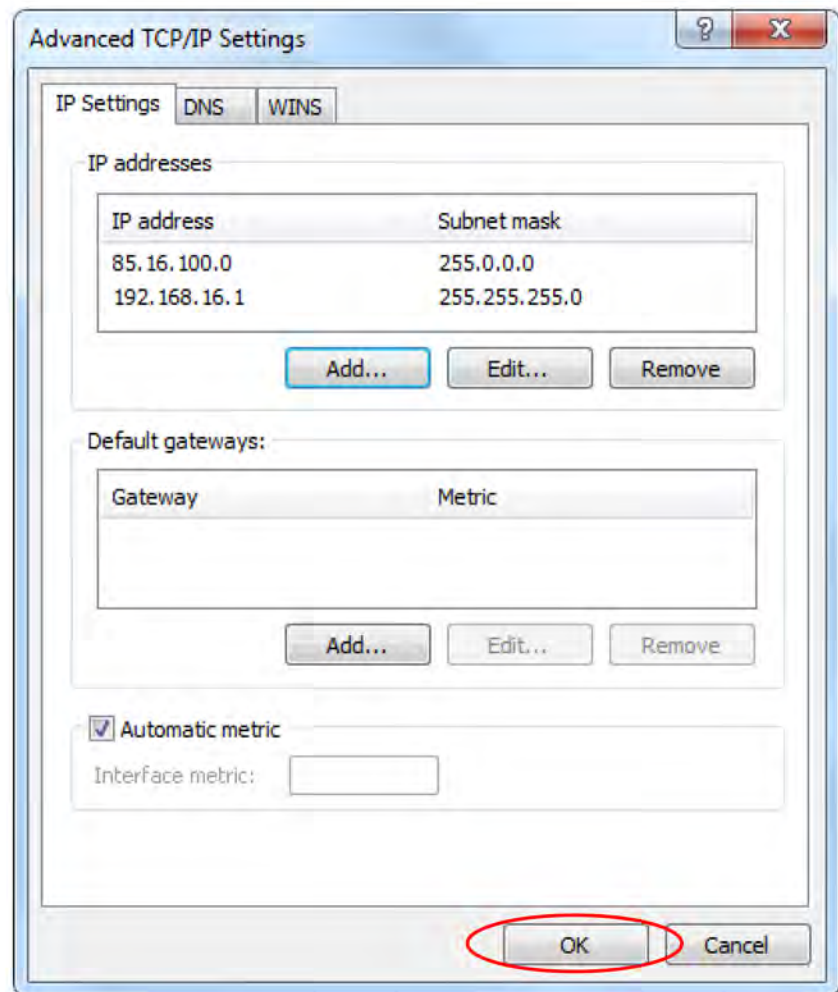 Advanced TCP/IP Settings
IP Settings DNS WINS
IP addresses
IP address Subnet mask
85.16.100.0 255.0.0.0
192.168.16.1 255.255.255.0
Add... Edit... Remove
Default gateways:
Gateway Metric
Add... Edit... Remove
Automatic metric
Interface metric:
OK Cancel